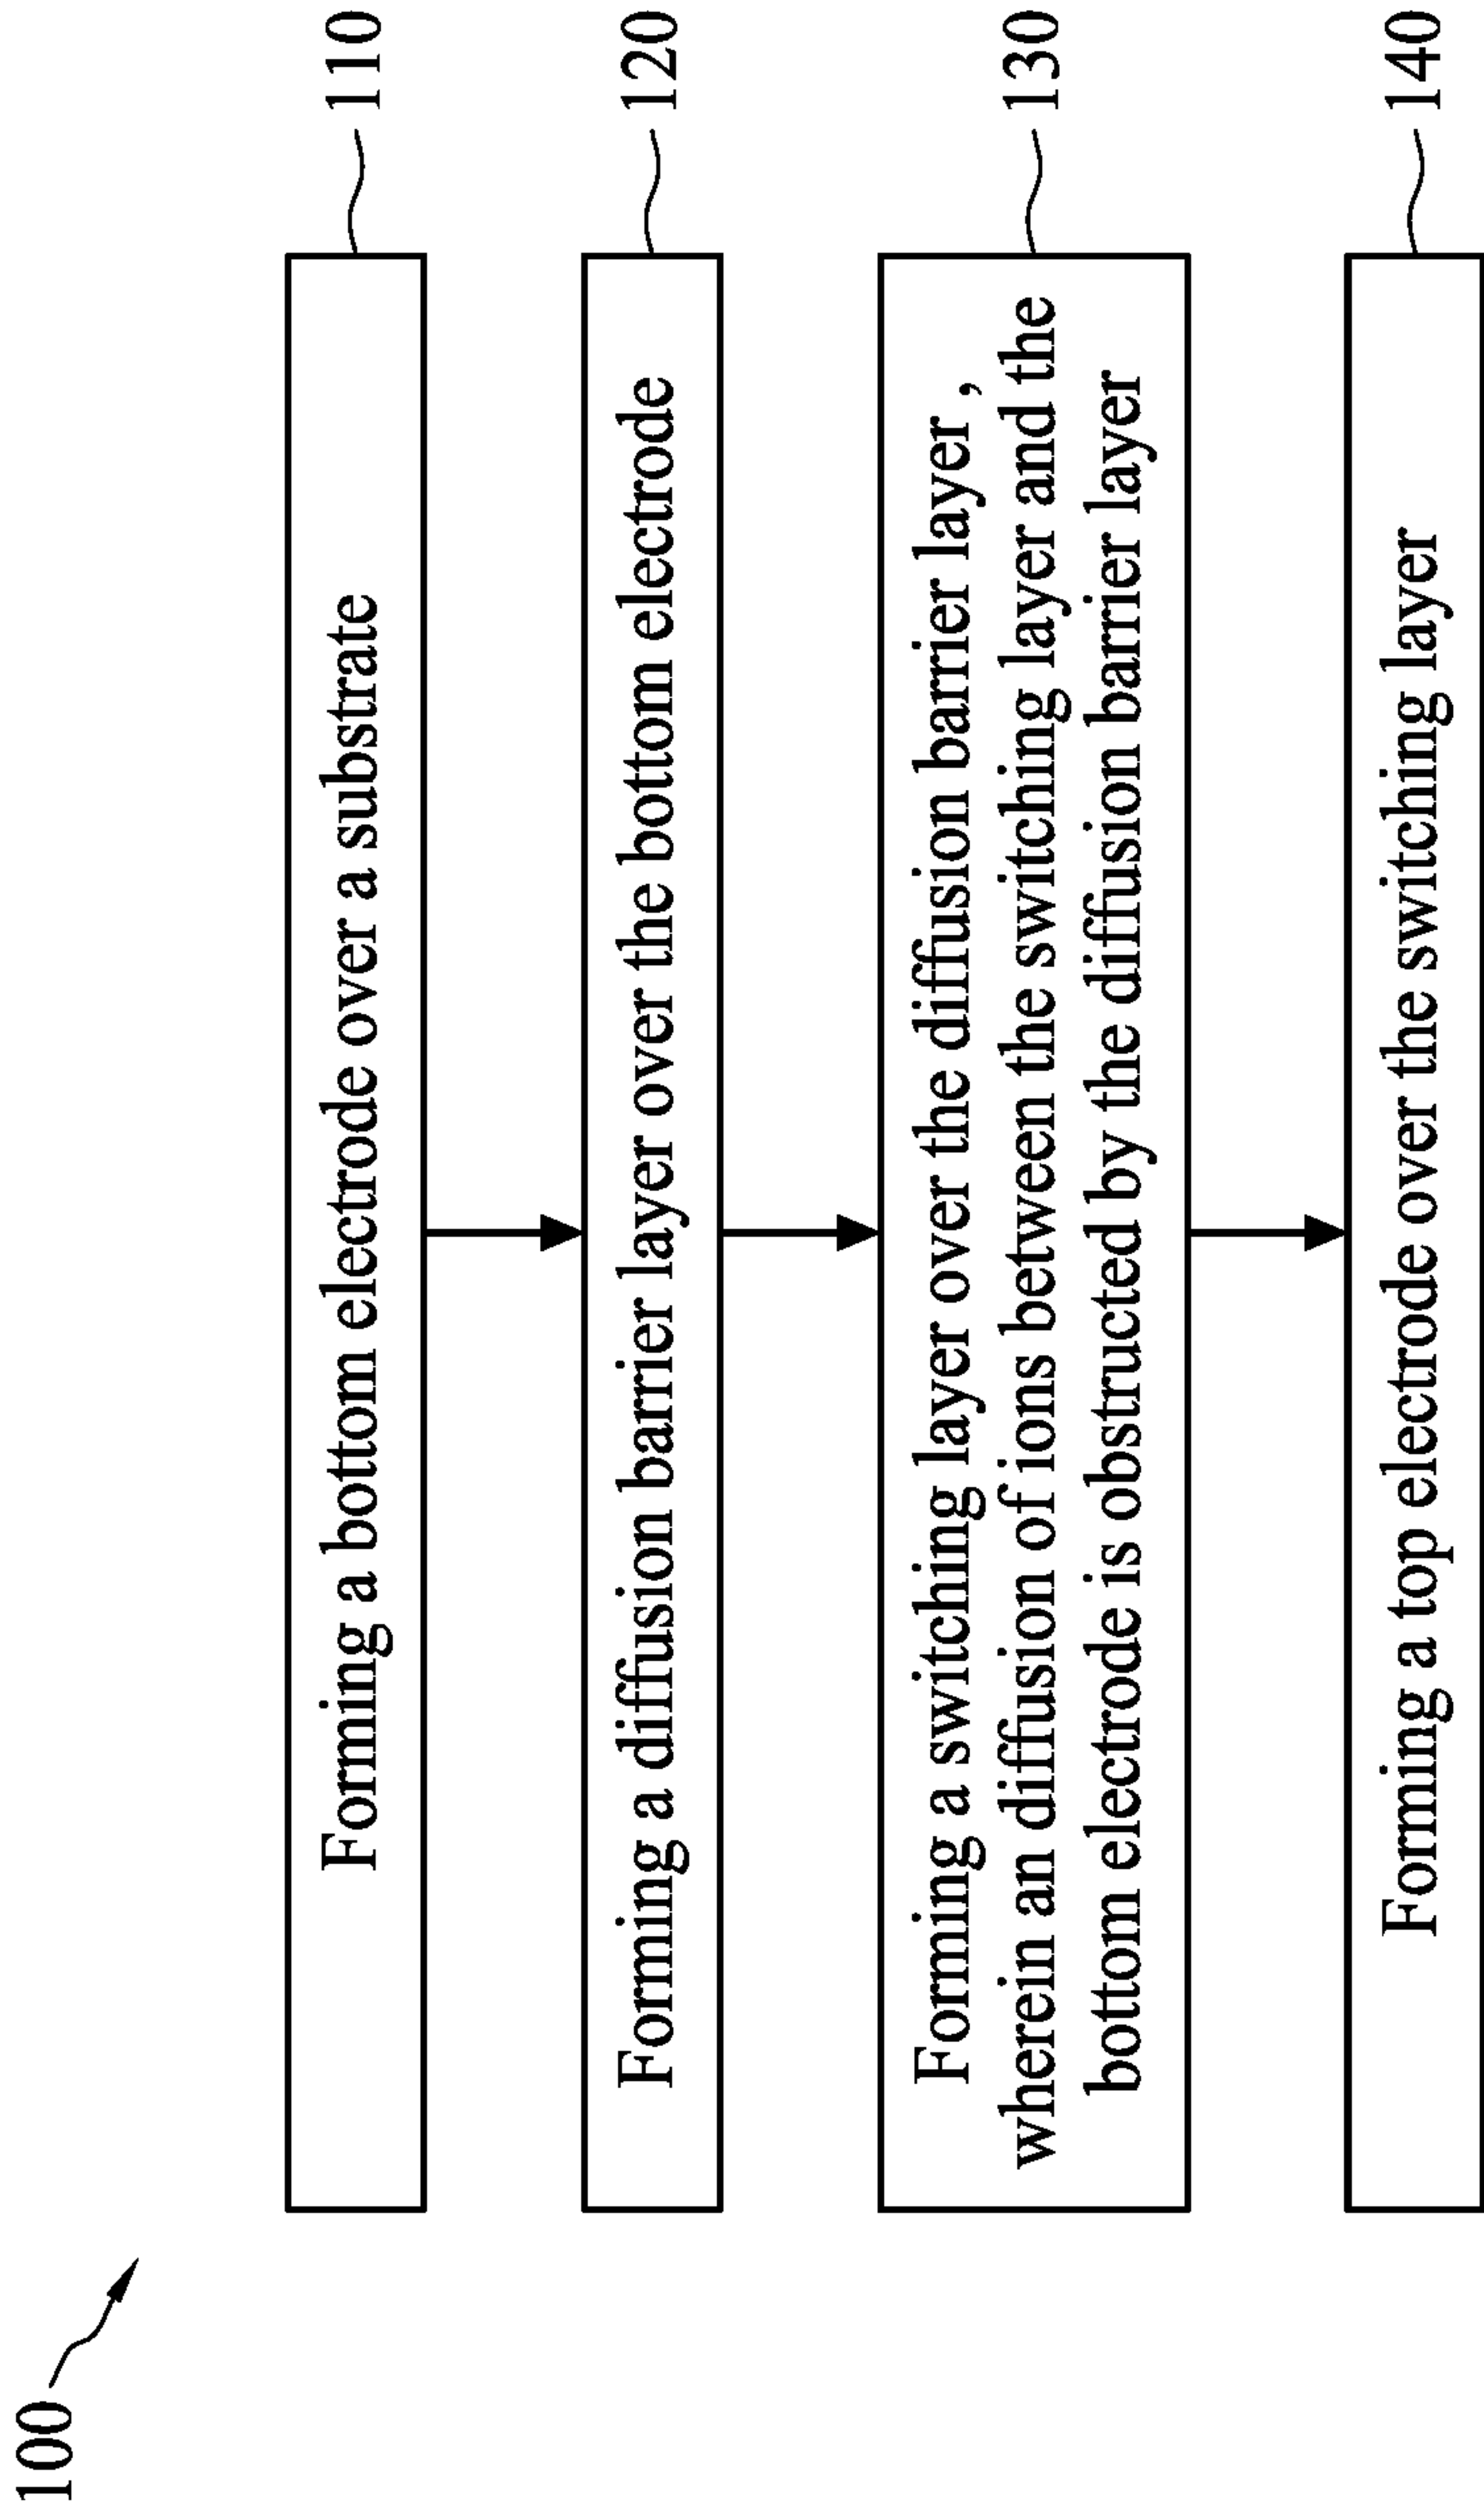 100
Forming a bottom electrode over a substrate
110
Forming a diffusion barrier layer over the bottom electrode
120
Forming a switching layer over the diffusion barrier layer,
wherein an diffusion of ions between the switching layer and the
bottom electrode is obstructed by the diffusion barrier layer
130
Forming a top electrode over the switching layer
140